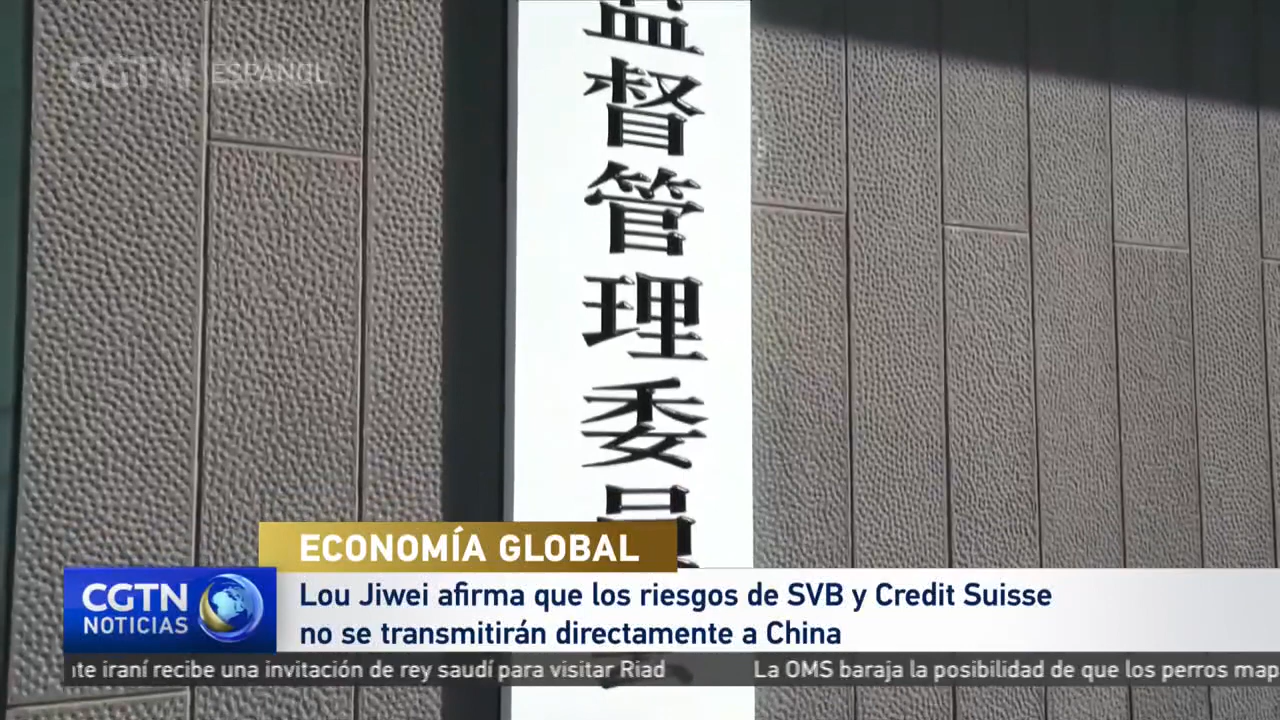 CGTN ESPAÑOL
监督管理委员
ECONOMÍA GLOBAL
CGTN
NOTICIAS
Lou Jiwei afirma que los riesgos de SVB y Credit Suisse
no se transmitirán directamente a China
iraní recibe una invitación de rey saudí para visitar Riad
La OMS baraja la posibilidad de que los perros